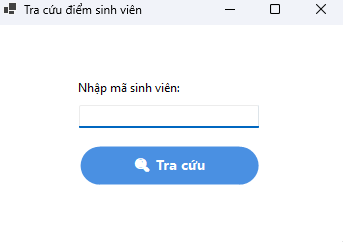 Tra cứu điểm sinh viên
Nhập mã sinh viên:
Tra cứu